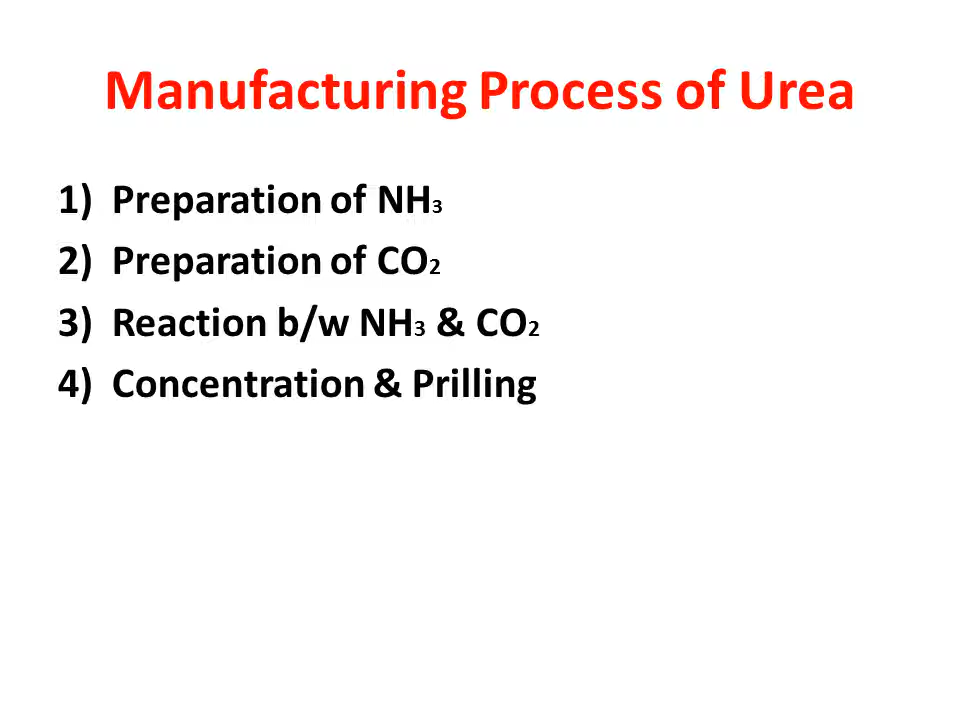 Manufacturing Process of Urea
1) Preparation of NH₃
2) Preparation of CO₂
3) Reaction b/w NH₃ & CO₂
4) Concentration & Prilling